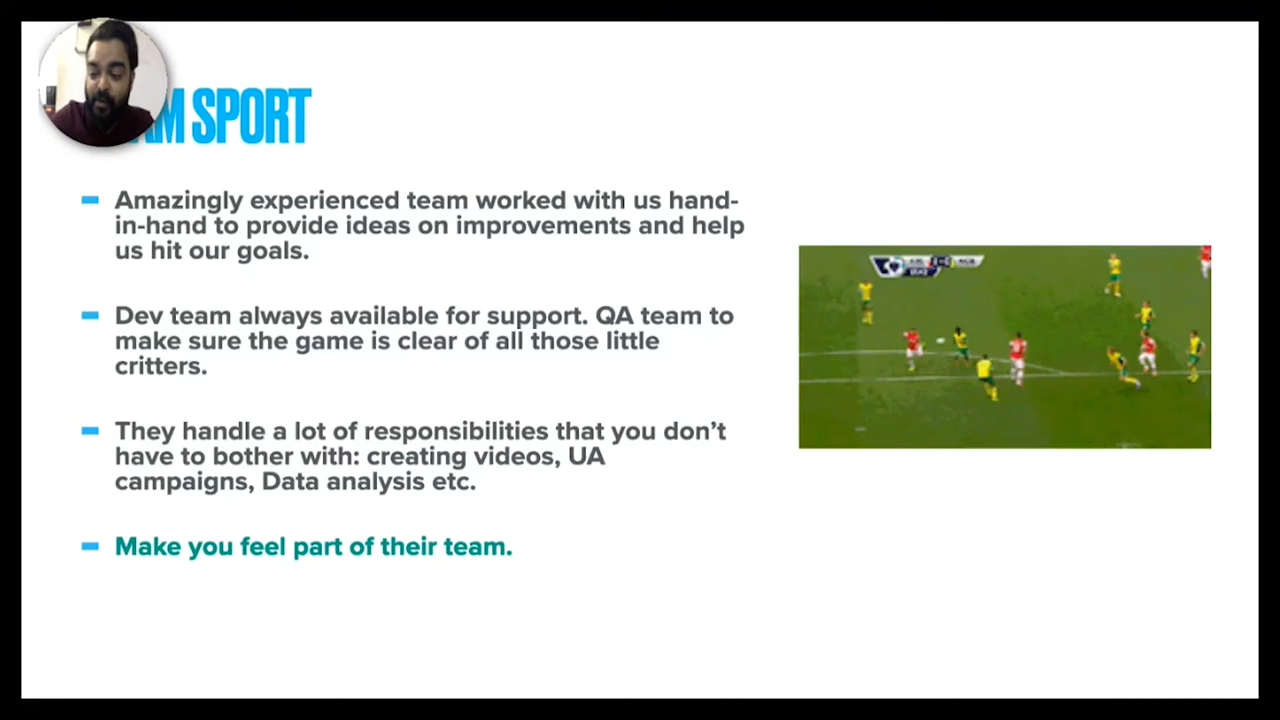 AM SPORT
Amazingly experienced team worked with us hand-
in-hand to provide ideas on improvements and help
us hit our goals.
Dev team always available for support. QA team to
make sure the game is clear of all those little
critters.
They handle a lot of responsibilities that you don’t
have to bother with: creating videos, UA
campaigns, Data analysis etc.
Make you feel part of their team.